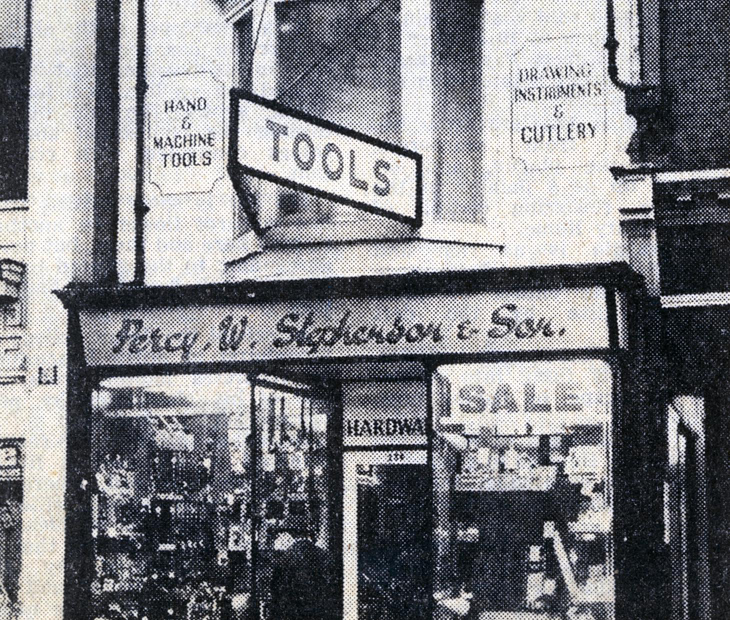 HAND
&
MACHINE
TOOLS
DRAWING
INSTRUMENTS
&
CUTLERY
TOOLS
Percy. W. Stephenson & Son.
SALE
HARDWA